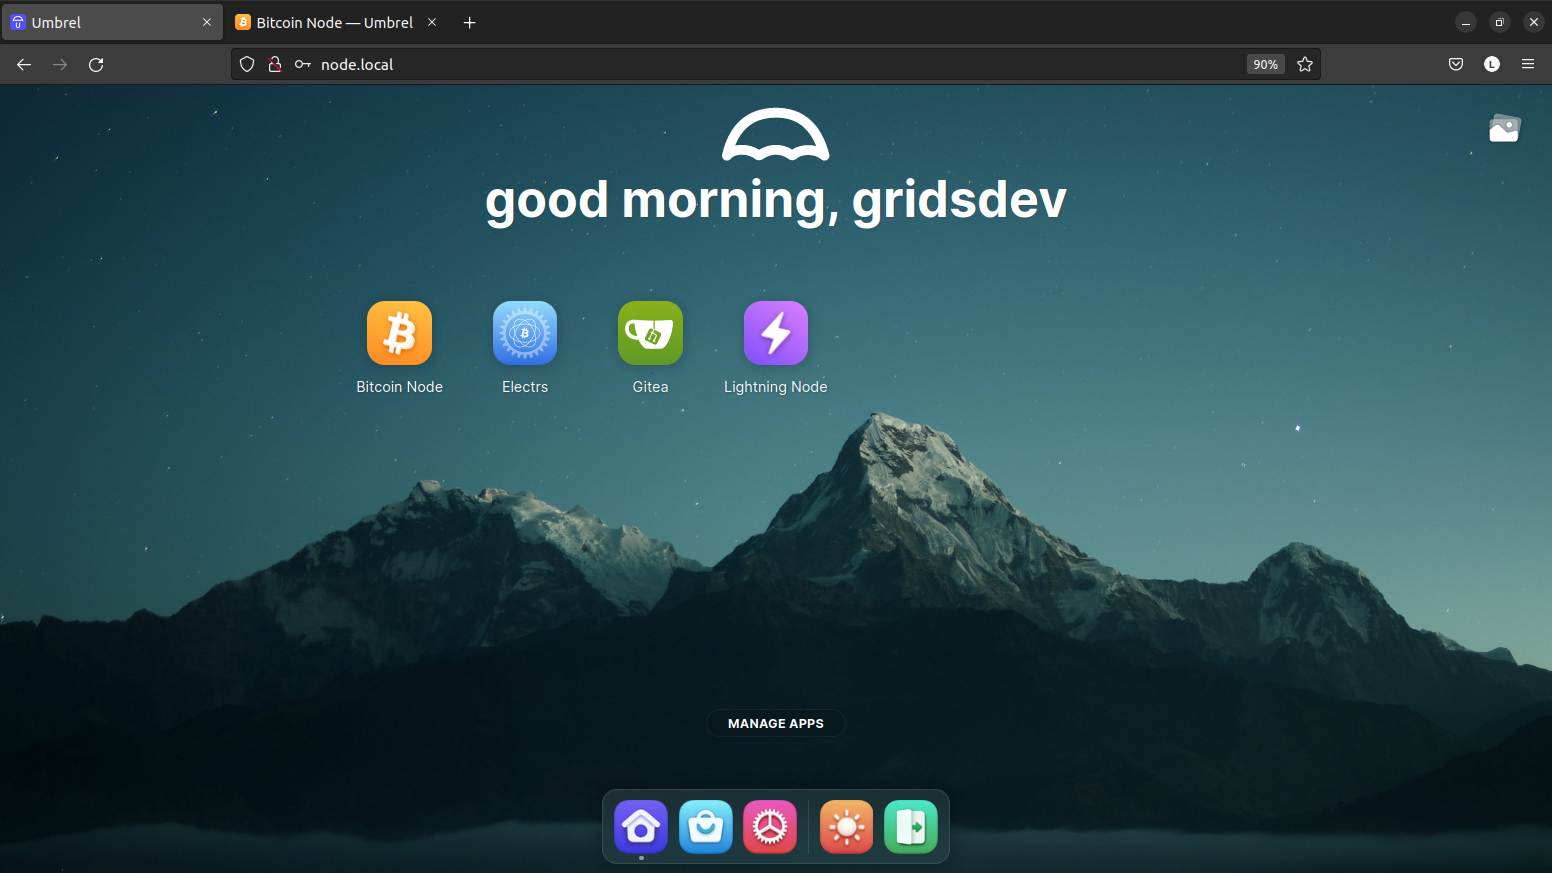 Umbrel
Bitcoin Node — Umbrel
node.local
90%
L
good morning, gridsdev
Bitcoin Node
Electrs
Gitea
Lightning Node
MANAGE APPS